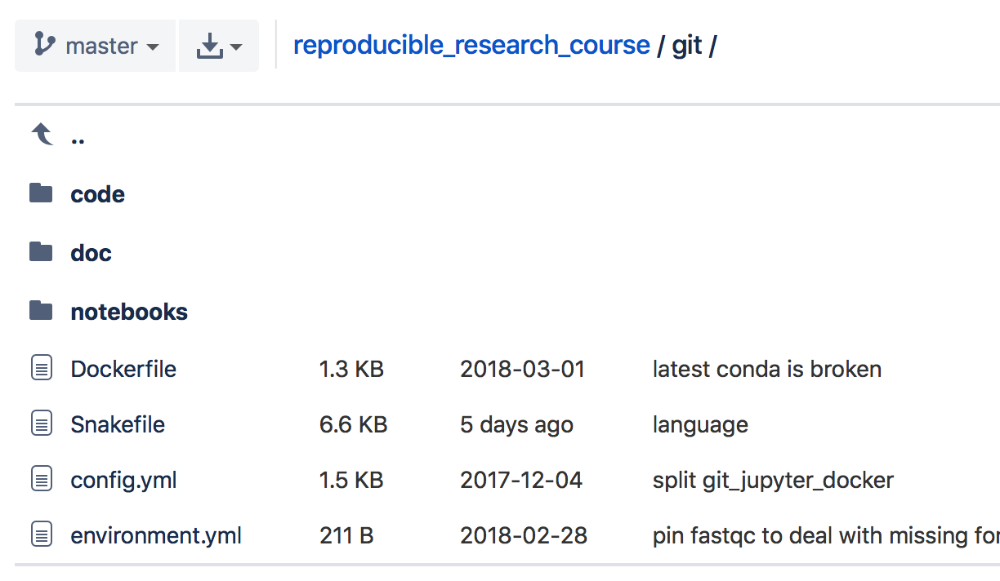 master reproducible_research_course / git /
..
code
doc
notebooks
Dockerfile 1.3 KB 2018-03-01 latest conda is broken
Snakefile 6.6 KB 5 days ago language
config.yml 1.5 KB 2017-12-04 split git_jupyter_docker
environment.yml 211 B 2018-02-28 pin fastqc to deal with missing